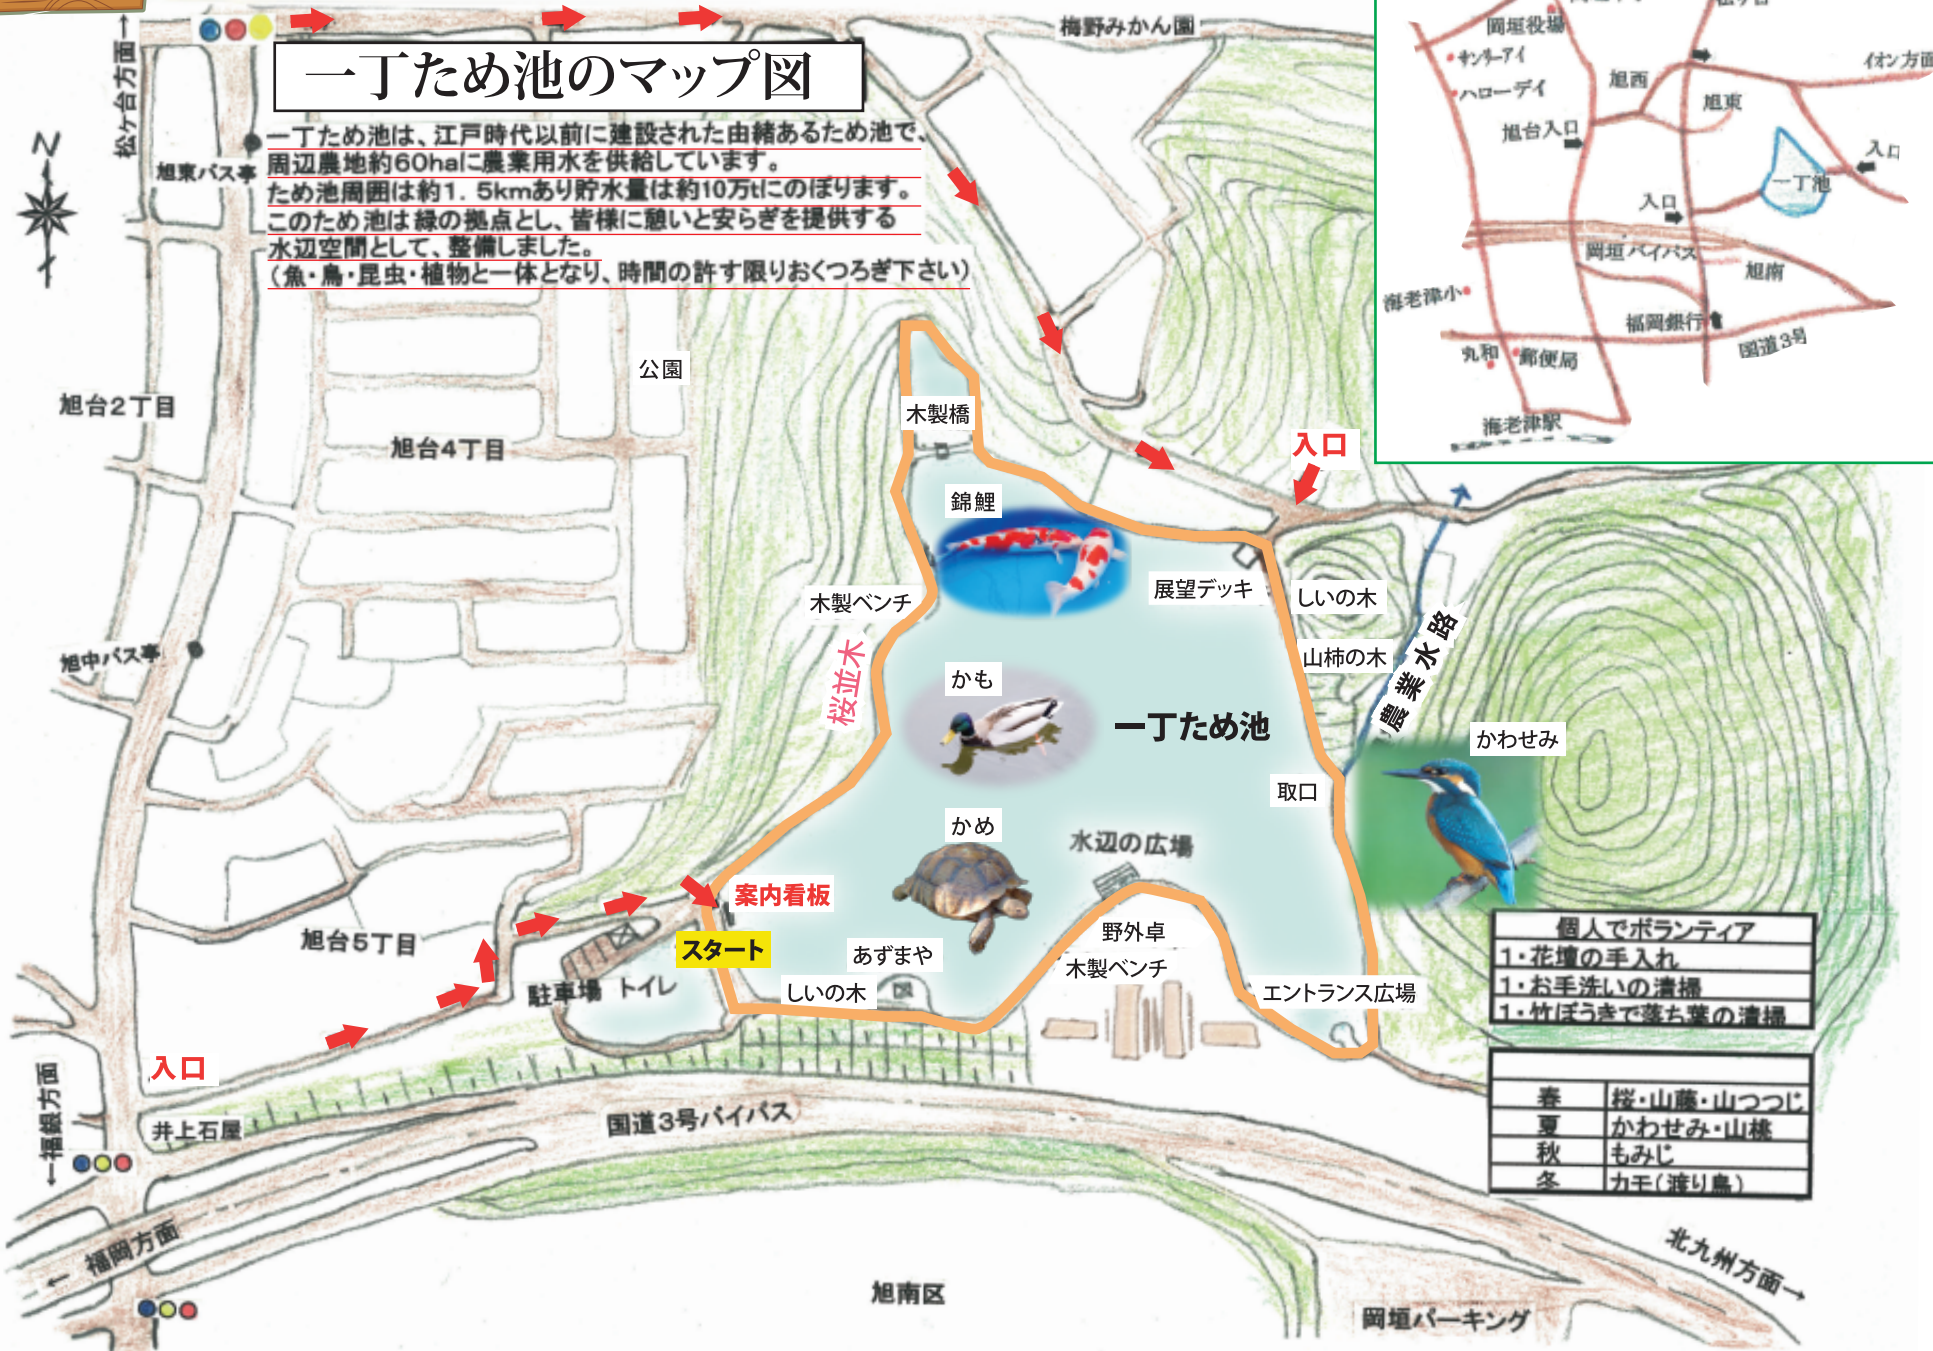 一丁ため池のマップ図
一丁ため池は、江戸時代以前に建設された由緒あるため池で、
周辺農地約60haに農業用水を供給しています。
ため池周囲は約1.5kmあり貯水量は約10万tにのぼります。
このため池は緑の拠点とし、皆様に憩いと安らぎを提供する
水辺空間として、整備しました。
(魚・鳥・昆虫・植物と一体となり、時間の許す限りおくつろぎ下さい)
松ヶ台方面→
N
旭東バス亭
梅野みかん園
岡垣役場
サンリーアイ
ハローデイ
旭西
旭東
イオン方面
旭台入口
入口
一丁池
入口
岡垣バイパス
旭南
海老津小
福岡銀行
国道3号
丸和
郵便局
海老津駅
公園
旭台2丁目
旭台4丁目
木製橋
入口
錦鯉
木製ベンチ
展望デッキ
しいの木
山柿の木
農業水路
旭中バス亭
桜並木
かも
一丁ため池
かわせみ
取口
かめ
水辺の広場
案内看板
スタート
旭台5丁目
あずまや
野外卓
木製ベンチ
しいの木
エントランス広場
駐車場
トイレ
入口
井上石屋
←福銀方面
国道3号バイパス
個人でボランティア
1・花壇の手入れ
1・お手洗いの清掃
1・竹ぼうきで落ち葉の清掃
春 桜・山藤・山つつじ
夏 かわせみ・山桃
秋 もみじ
冬 カモ(渡り鳥)
← 福岡方面
旭南区
北九州方面→
岡垣パーキング